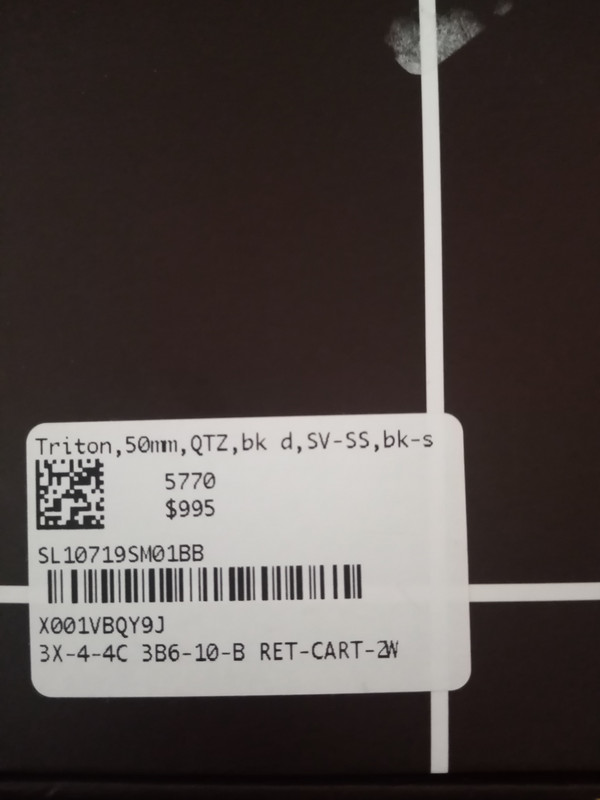 Triton,50mm,QTZ,bk d,SV-SS,bk-s
5770
$995
SL10719SM01BB
X001VBQY9J
3X-4-4C 3B6-10-B RET-CART-2W